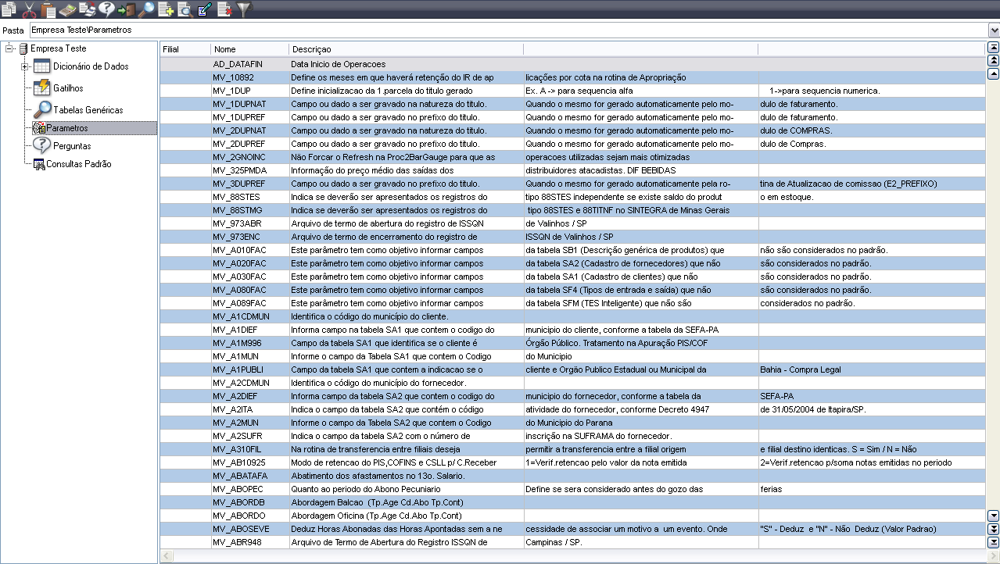 Pasta Empresa Teste\Parametros
Empresa Teste
Dicionário de Dados
Gatilhos
Tabelas Genéricas
Parametros
Perguntas
Consultas Padrão
Filial Nome Descriçao
AD_DATAFIN Data Inicio de Operacoes
MV_10892 Define os meses em que haverá retenção do IR de ap licações por cota na rotina de Apropriação
MV_1DUP Define inicializacao da 1.parcela do titulo gerado Ex. A -> para sequencia alfa 1->para sequencia numerica.
MV_1DUPNAT Campo ou dado a ser gravado na natureza do titulo. Quando o mesmo for gerado automaticamente pelo mo- dulo de faturamento.
MV_1DUPREF Campo ou dado a ser gravado no prefixo do titulo. Quando o mesmo for gerado automaticamente pelo mo- dulo de faturamento.
MV_2DUPNAT Campo ou dado a ser gravado na natureza do titulo. Quando o mesmo for gerado automaticamente pelo mo- dulo de COMPRAS.
MV_2DUPREF Campo ou dado a ser gravado no prefixo do titulo. Quando o mesmo for gerado automaticamente pelo mo- dulo de Compras.
MV_2GNOINC Näo Forcar o Refresh na Proc2BarGauge para que as operacoes utilizadas sejam mais otimizadas
MV_325PMDA Informação do preço médio das saídas dos distribuidores atacadistas. DIF BEBIDAS
MV_3DUPREF Campo ou dado a ser gravado no prefixo do titulo. Quando o mesmo for gerado automaticamente pela ro- tina de Atualizacao de comissao (E2_PREFIXO)
MV_88STES Indica se deverão ser apresentados os registros do tipo 88STES independente se existe saldo do produt o em estoque.
MV_88STMG Indica se deverão ser apresentados os registros do tipo 88STES e 88TITNF no SINTEGRA de Minas Gerais
MV_973ABR Arquivo de termo de abertura do registro de ISSQN de Valinhos / SP
MV_973ENC Arquivo de termo de encerramento do registro de ISSQN de Valinhos / SP
MV_A010FAC Este parâmetro tem como objetivo informar campos da tabela SB1 (Descrição genérica de produtos) que não são considerados no padrão.
MV_A020FAC Este parâmetro tem como objetivo informar campos da tabela SA2 (Cadastro de fornecedores) que não são considerados no padrão.
MV_A030FAC Este parâmetro tem como objetivo informar campos da tabela SA1 (Cadastro de clientes) que não são considerados no padrão.
MV_A080FAC Este parâmetro tem como objetivo informar campos da tabela SF4 (Tipos de entrada e saída) que não são considerados no padrão.
MV_A089FAC Este parâmetro tem como objetivo informar campos da tabela SFM (TES Inteligente) que não são considerados no padrão.
MV_A1CDMUN Identifica o código do município do cliente.
MV_A1DIEF Informa campo na tabela SA1 que contem o codigo do municipio do cliente, conforme a tabela da SEFA-PA
MV_A1M996 Campo da tabela SA1 que identifica se o cliente é Órgão Público. Tratamento na Apuração PIS/COF
MV_A1MUN Informe o campo da Tabela SA1 que contem o Codigo do Municipio
MV_A1PUBLI Campo da tabela SA1 que contem a indicacao se o cliente e Orgão Publico Estadual ou Municipal da Bahia - Compra Legal
MV_A2CDMUN Identifica o código do município do fornecedor.
MV_A2DIEF Informa campo da tabela SA2 que contem o codigo do municipio do fornecedor, conforme a tabela da SEFA-PA
MV_A2ITA Indica o campo da tabela SA2 que contém o código atividade do fornecedor, conforme Decreto 4947 de 31/05/2004 de Itapira/SP.
MV_A2MUN Informe o campo da Tabela SA2 que contem o Codigo do Municipio do Parana
MV_A2SUFR Indica o campo da tabela SA2 com o número de inscrição na SUFRAMA do fornecedor.
MV_A310FIL Na rotina de transferencia entre filiais deseja permitir a transferencia entre a filial origem e filial destino identicas. S = Sim / N = Não
MV_AB10925 Modo de retencao do PIS,COFINS e CSLL p/ C.Receber 1=Verif.retencao pelo valor da nota emitida 2=Verif.retencao p/soma notas emitidas no periodo
MV_ABATAFA Abatimento dos afastamentos no 13o. Salario.
MV_ABOPEC Quanto ao periodo do Abono Pecuniario Define se sera considerado antes do gozo das ferias
MV_ABORDB Abordagem Balcao (Tp.Age Cd.Abo Tp.Cont)
MV_ABORDO Abordagem Oficina (Tp.Age Cd.Abo Tp.Cont)
MV_ABOSEVE Deduz Horas Abonadas das Horas Apontadas sem a ne cessidade de associar um motivo a um evento. Onde "S" - Deduz e "N" - Não Deduz (Valor Padrao)
MV_ABR948 Arquivo de Termo de Abertura do Registro ISSQN de Campinas / SP.